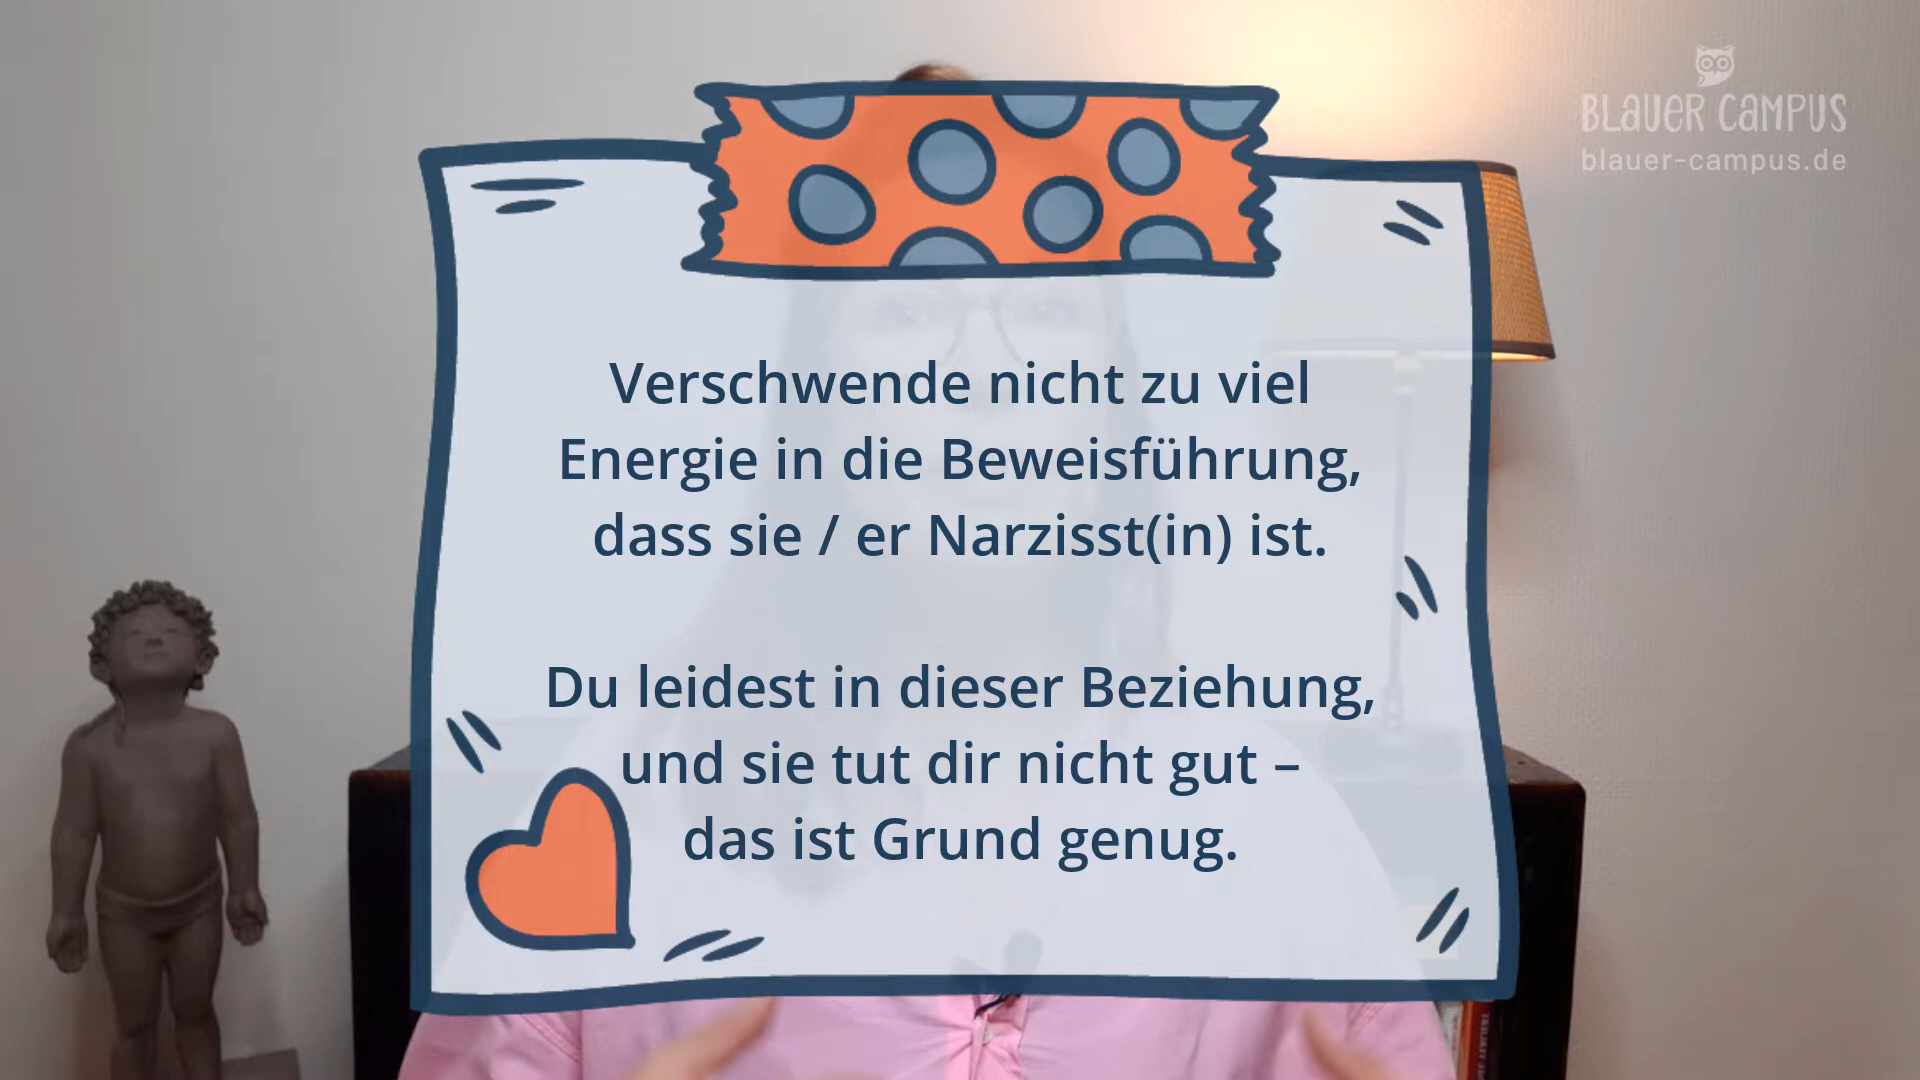 BLAUER CAMPUS
blauer-campus.de
Verschwende nicht zu viel
Energie in die Beweisführung,
dass sie / er Narzisst(in) ist.
Du leidest in dieser Beziehung,
und sie tut dir nicht gut –
das ist Grund genug.